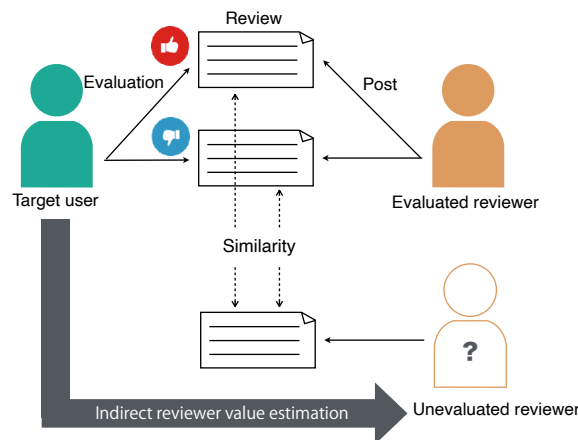 Review
Evaluation
Post
Target user
Evaluated reviewer
Similarity
?
Indirect reviewer value estimation
Unevaluated reviewer